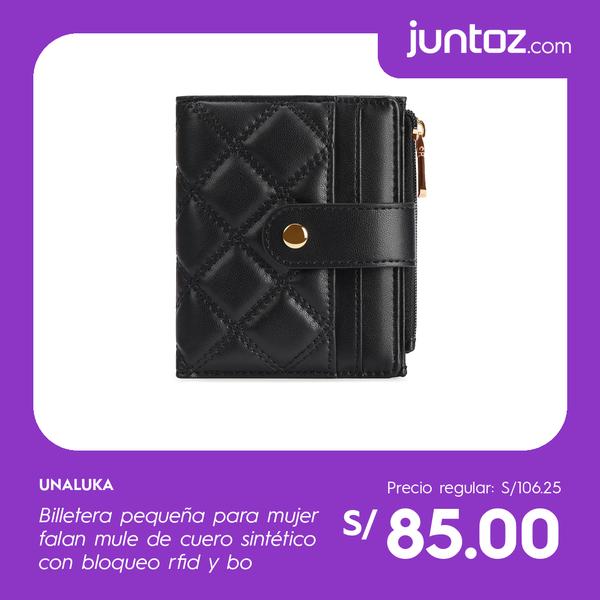 juntoz.com
UNALUKA
Billetera pequeña para mujer
falan mule de cuero sintético
con bloqueo rfid y bo
Precio regular: S/106.25
S/85.00